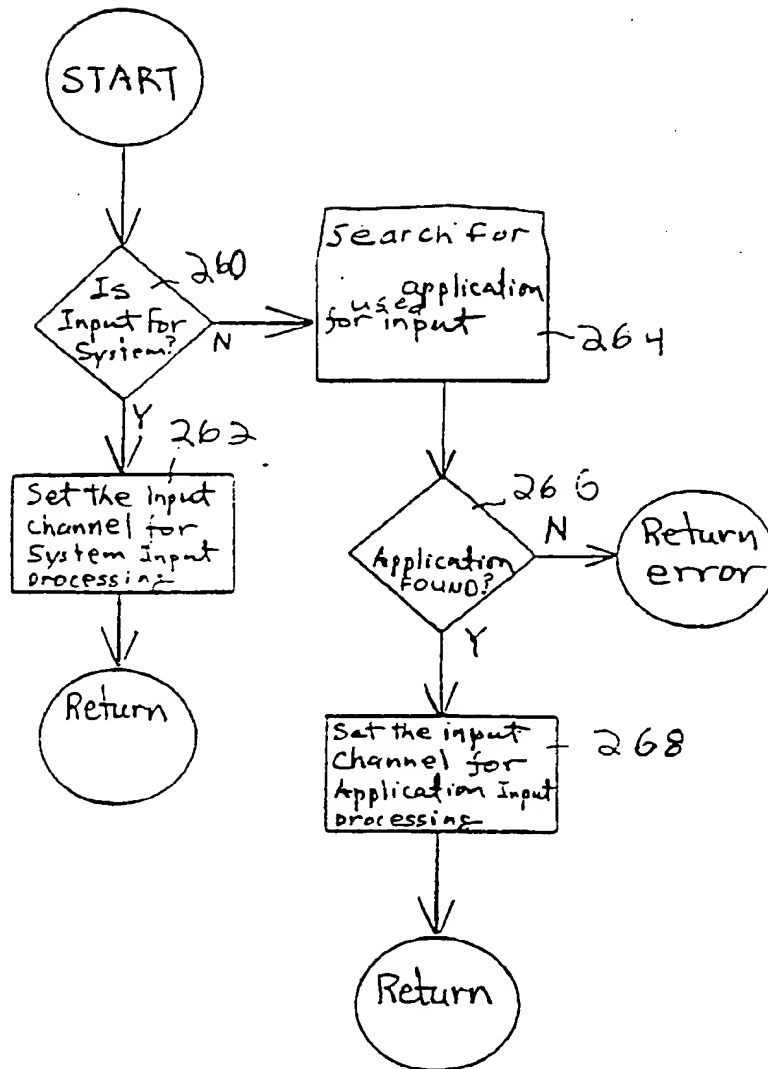 START
260
Is
Input For
System?
N
Y
Search for
used application
for input
264
262
Set the input
channel for
System Input
processing
Return
266
Application
FOUND?
N
Return
error
Y
Set the input
Channel for
Application Input
processing
268
Return